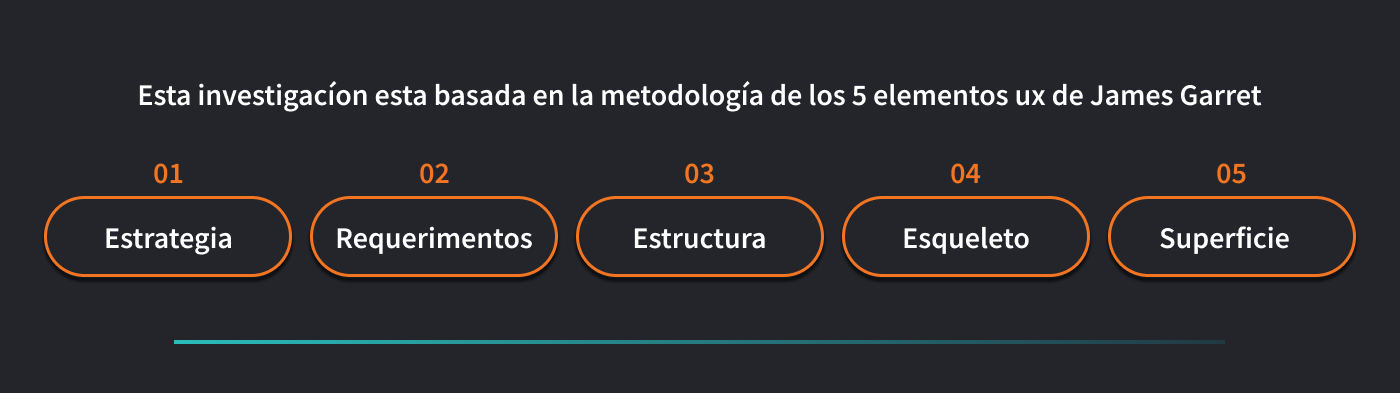 Esta investigacíon esta basada en la metodología de los 5 elementos ux de James Garret
01 02 03 04 05
Estrategia Requerimentos Estructura Esqueleto Superficie